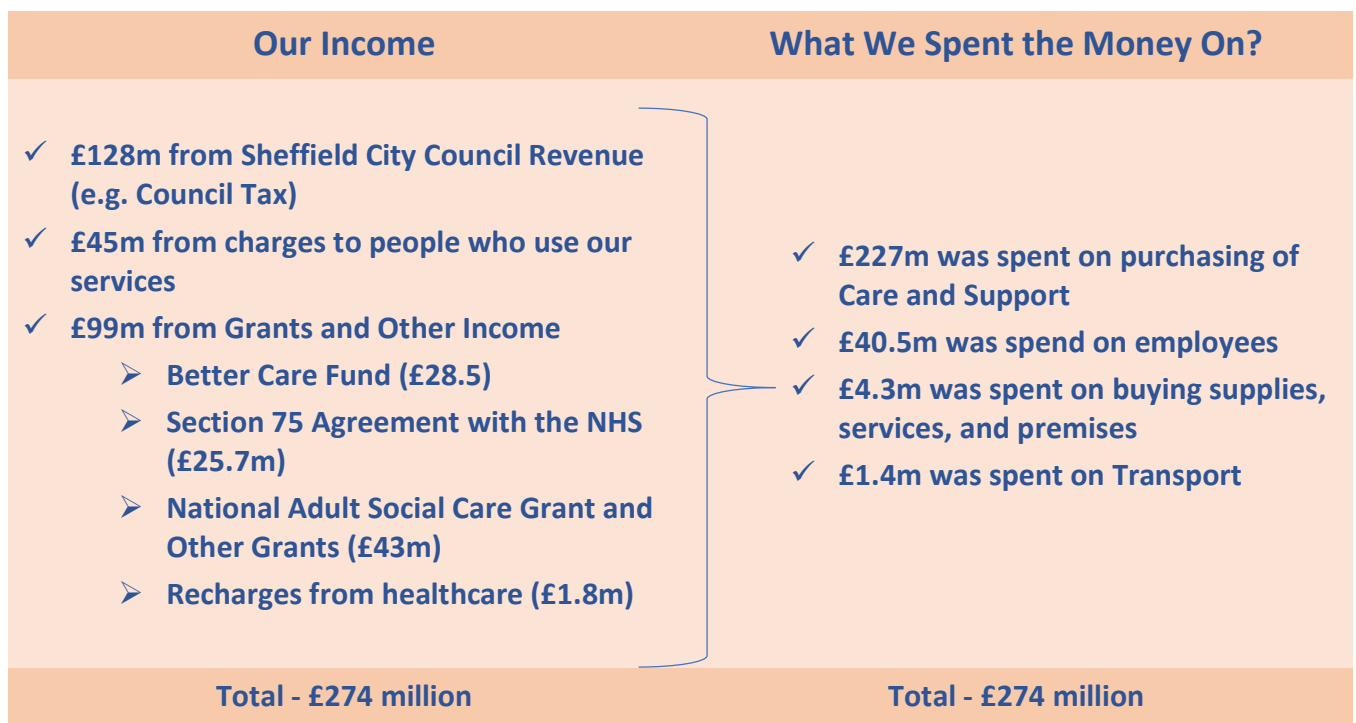 Our Income
What We Spent the Money On?
✓ £128m from Sheffield City Council Revenue
(e.g. Council Tax)
✓ £45m from charges to people who use our
services
✓ £99m from Grants and Other Income
➢ Better Care Fund (£28.5)
➢ Section 75 Agreement with the NHS
(£25.7m)
➢ National Adult Social Care Grant and
Other Grants (£43m)
➢ Recharges from healthcare (£1.8m)
✓ £227m was spent on purchasing of
Care and Support
✓ £40.5m was spend on employees
✓ £4.3m was spent on buying supplies,
services, and premises
✓ £1.4m was spent on Transport
Total - £274 million
Total - £274 million